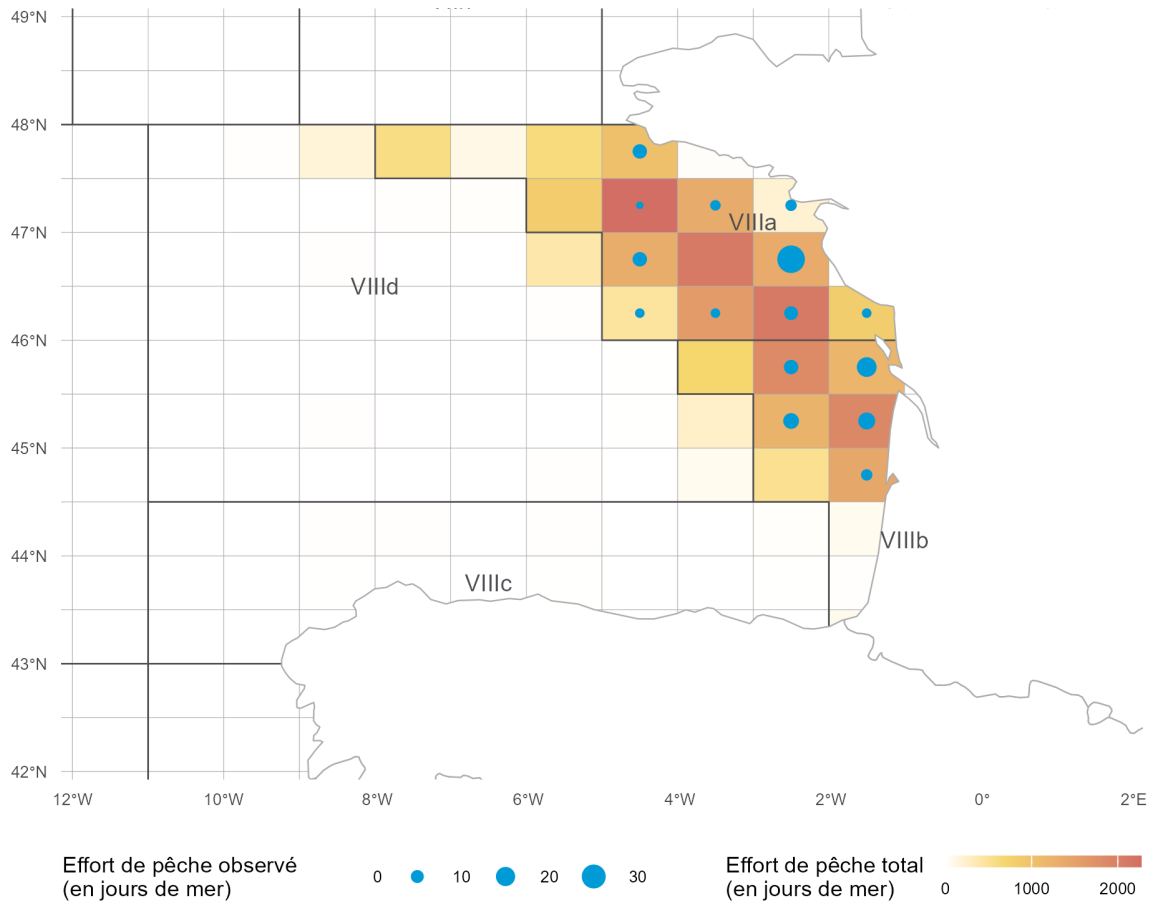 49°N
48°N
47°N
46°N
45°N
44°N
43°N
42°N
VIIIa
VIIId
VIIIb
VIIIc
12°W 10°W 8°W 6°W 4°W 2°W 0° 2°E
Effort de pêche observé
(en jours de mer)
0 10 20 30
Effort de pêche total
(en jours de mer)
0 1000 2000